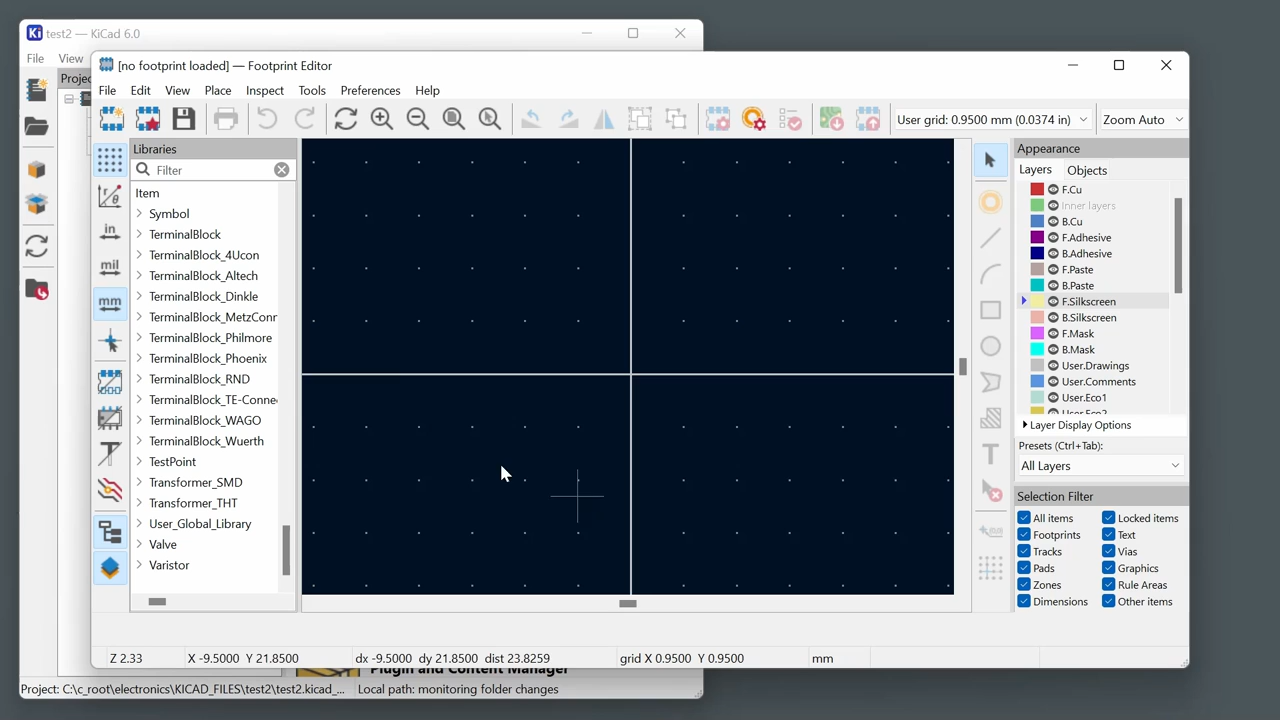 test2 — KiCad 6.0
File View
Projec
[no footprint loaded] — Footprint Editor
File Edit View Place Inspect Tools Preferences Help
User grid: 0.9500 mm (0.0374 in)
Zoom Auto
in
mil
mm
Libraries
Filter
Item
Symbol
TerminalBlock
TerminalBlock_4Ucon
TerminalBlock_Altech
TerminalBlock_Dinkle
TerminalBlock_MetzConn
TerminalBlock_Philmore
TerminalBlock_Phoenix
TerminalBlock_RND
TerminalBlock_TE-Conne
TerminalBlock_WAGO
TerminalBlock_Wuerth
TestPoint
Transformer_SMD
Transformer_THT
User_Global_Library
Valve
Varistor
Appearance
Layers Objects
F.Cu
Inner layers
B.Cu
F.Adhesive
B.Adhesive
F.Paste
B.Paste
F.Silkscreen
B.Silkscreen
F.Mask
B.Mask
User.Drawings
User.Comments
User.Eco1
User.Eco2
Layer Display Options
Presets (Ctrl+Tab):
All Layers
Selection Filter
All items Locked items
Footprints Text
Tracks Vias
Pads Graphics
Zones Rule Areas
Dimensions Other items
Z 2.33 X -9.5000 Y 21.8500 dx -9.5000 dy 21.8500 dist 23.8259 grid X 0.9500 Y 0.9500 mm
Plugin and Content Manager
Project: C:\c_root\electronics\KICAD_FILES\test2\test2.kicad_... Local path: monitoring folder changes